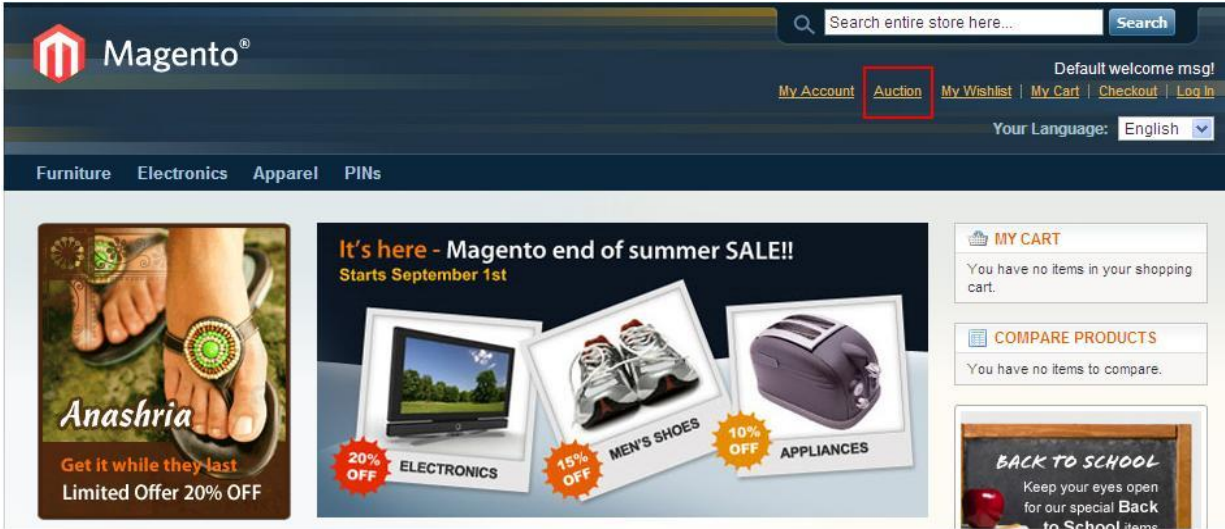 Search entire store here...
Search
Magento®
Default welcome msg!
My Account Auction My Wishlist | My Cart | Checkout | Log In
Your Language: English
Furniture Electronics Apparel PINs
Anashria
Get it while they last
Limited Offer 20% OFF
It's here - Magento end of summer SALE!!
Starts September 1st
20% OFF
ELECTRONICS
15% OFF
MEN'S SHOES
10% OFF
APPLIANCES
MY CART
You have no items in your shopping
cart.
COMPARE PRODUCTS
You have no items to compare.
BACK TO SCHOOL
Keep your eyes open
for our special Back
to School items